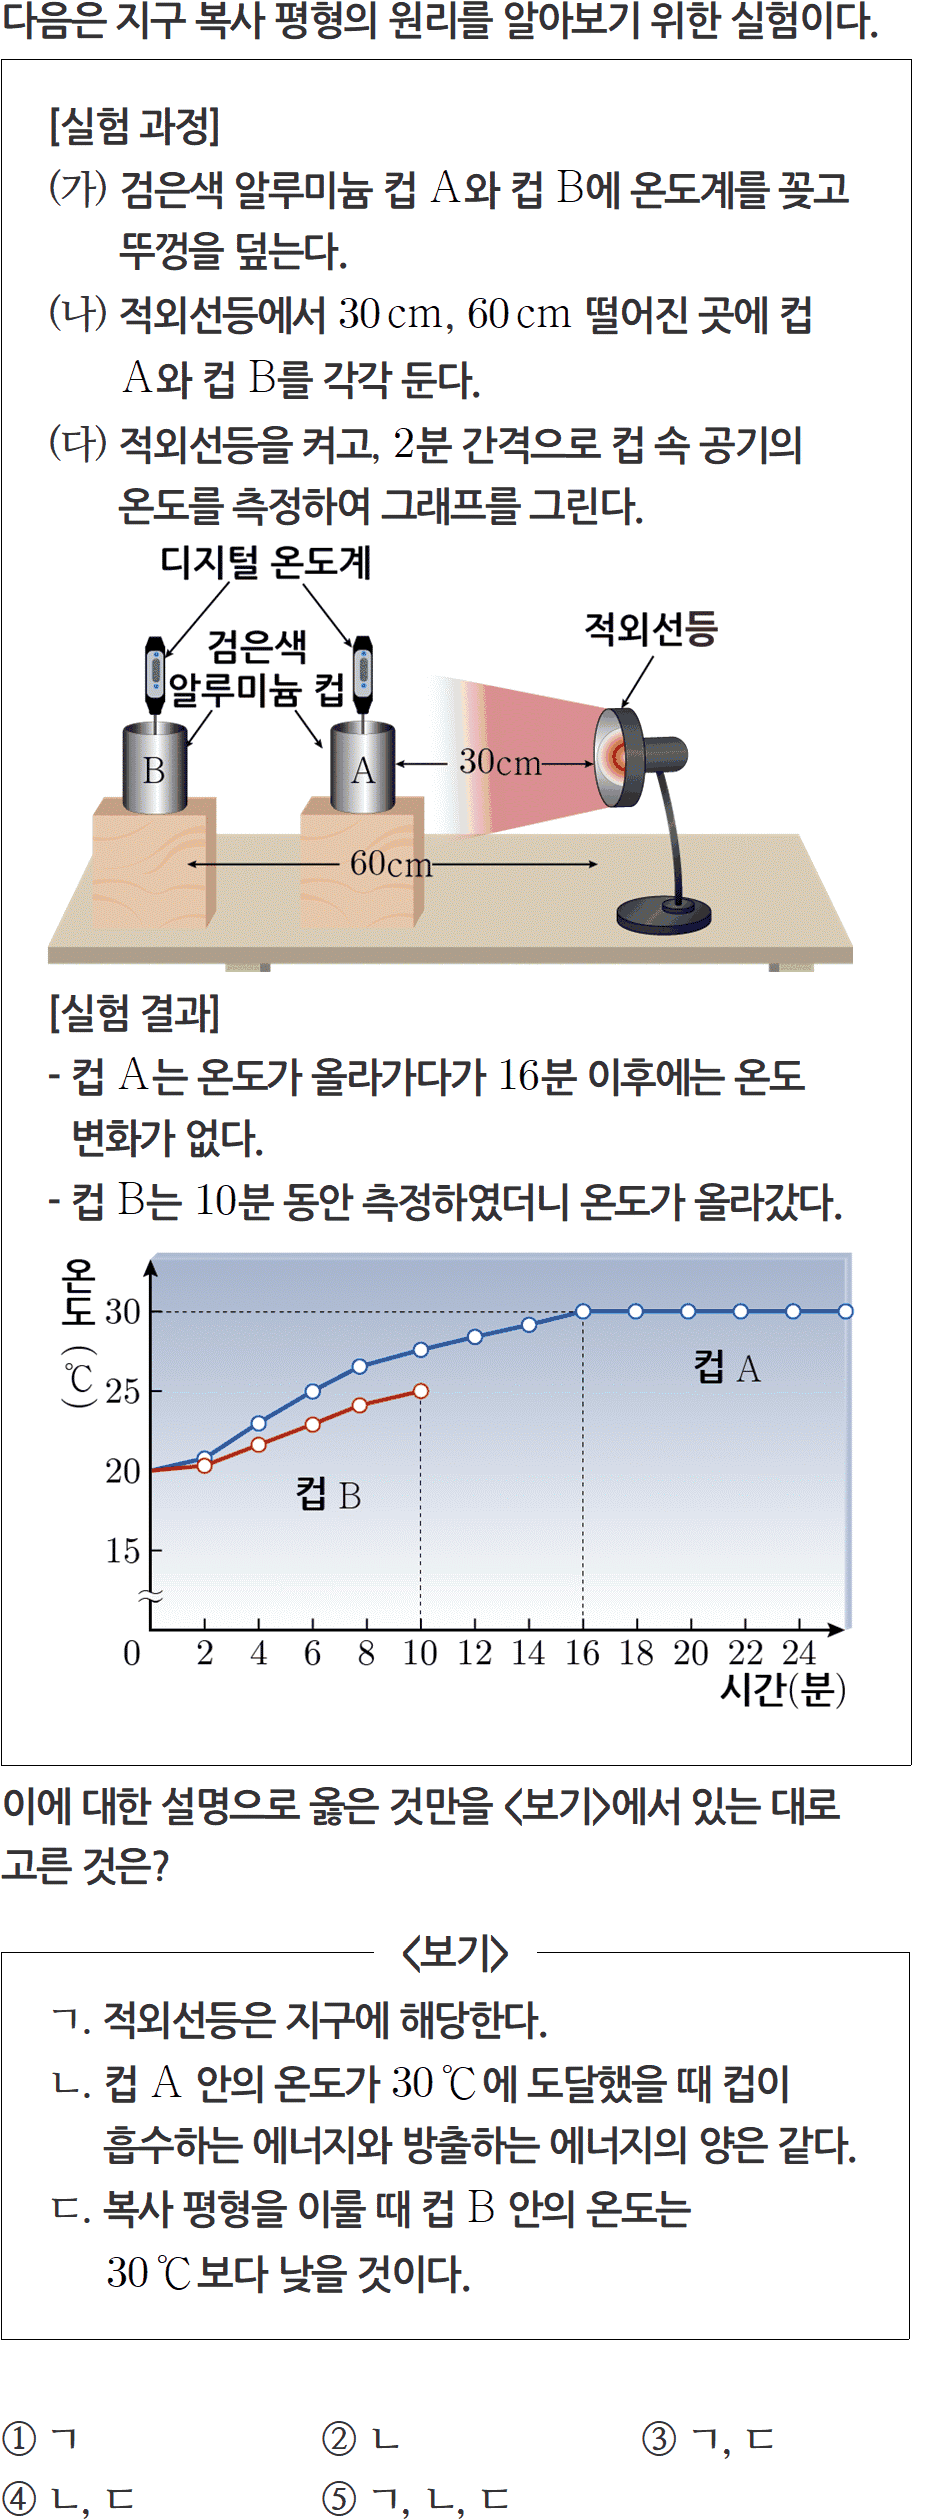 다음은 지구 복사 평형의 원리를 알아보기 위한 실험이다.
[실험 과정]
(가) 검은색 알루미늄 컵 A와 컵 B에 온도계를 꽂고
뚜껑을 덮는다.
(나) 적외선등에서 30cm, 60cm 떨어진 곳에 컵
A와 컵 B를 각각 둔다.
(다) 적외선등을 켜고, 2분 간격으로 컵 속 공기의
온도를 측정하여 그래프를 그린다.
디지털 온도계
적외선등
검은색
알루미늄 컵
B
A
30cm
60cm
[실험 결과]
- 컵 A는 온도가 올라가다가 16분 이후에는 온도
변화가 없다.
- 컵 B는 10분 동안 측정하였더니 온도가 올라갔다.
온도(℃)
30
25
20
15
컵 A
컵 B
0 2 4 6 8 10 12 14 16 18 20 22 24
시간(분)
이에 대한 설명으로 옳은 것만을 <보기>에서 있는 대로
고른 것은?
<보기>
ㄱ. 적외선등은 지구에 해당한다.
ㄴ. 컵 A 안의 온도가 30℃에 도달했을 때 컵이
흡수하는 에너지와 방출하는 에너지의 양은 같다.
ㄷ. 복사 평형을 이룰 때 컵 B 안의 온도는
30℃보다 낮을 것이다.
① ㄱ ② ㄴ ③ ㄱ, ㄷ
④ ㄴ, ㄷ ⑤ ㄱ, ㄴ, ㄷ